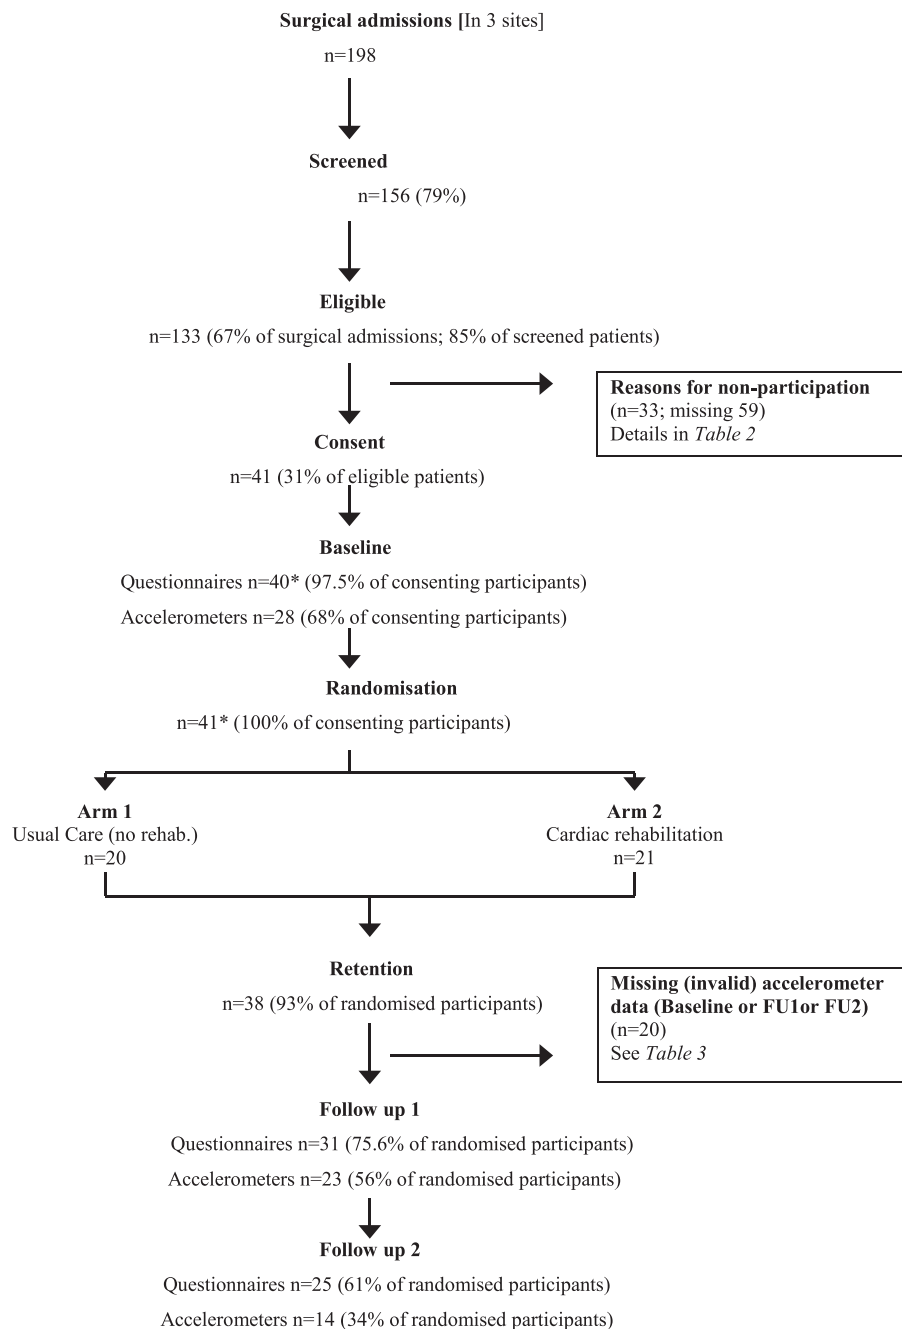 Surgical admissions [In 3 sites]
n=198
Screened
n=156 (79%)
Eligible
n=133 (67% of surgical admissions; 85% of screened patients)
Reasons for non-participation
(n=33; missing 59)
Details in Table 2
Consent
n=41 (31% of eligible patients)
Baseline
Questionnaires n=40* (97.5% of consenting participants)
Accelerometers n=28 (68% of consenting participants)
Randomisation
n=41* (100% of consenting participants)
Arm 1
Usual Care (no rehab.)
n=20
Arm 2
Cardiac rehabilitation
n=21
Retention
n=38 (93% of randomised participants)
Missing (invalid) accelerometer
data (Baseline or FU1or FU2)
(n=20)
See Table 3
Follow up 1
Questionnaires n=31 (75.6% of randomised participants)
Accelerometers n=23 (56% of randomised participants)
Follow up 2
Questionnaires n=25 (61% of randomised participants)
Accelerometers n=14 (34% of randomised participants)